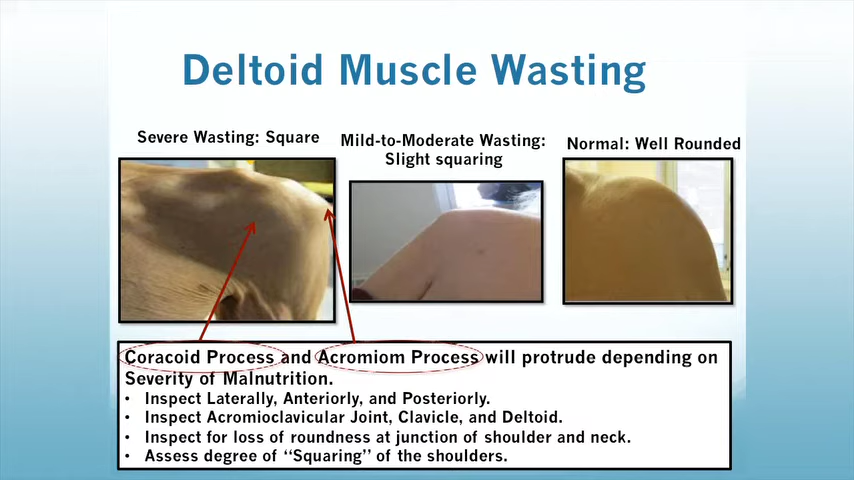 Deltoid Muscle Wasting
Severe Wasting: Square
Mild-to-Moderate Wasting:
Slight squaring
Normal: Well Rounded
Coracoid Process and Acromiom Process will protrude depending on
Severity of Malnutrition.
• Inspect Laterally, Anteriorly, and Posteriorly.
• Inspect Acromioclavicular Joint, Clavicle, and Deltoid.
• Inspect for loss of roundness at junction of shoulder and neck.
• Assess degree of “Squaring” of the shoulders.